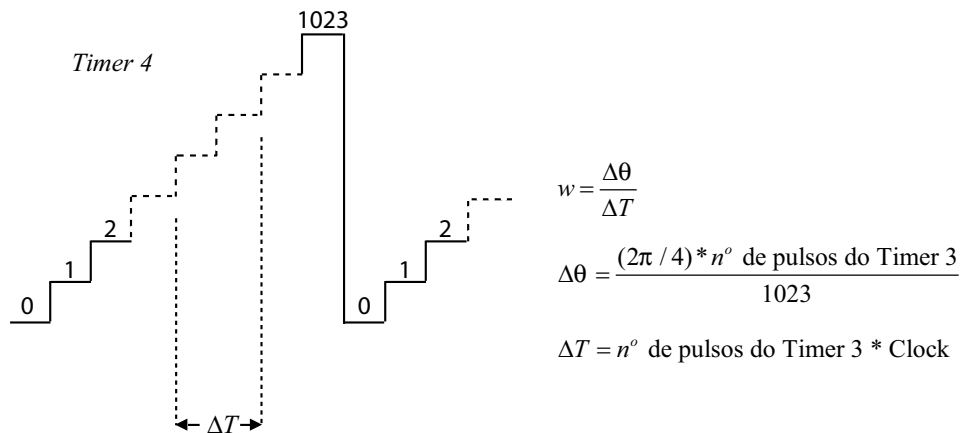 1023
Timer 4
2
1
0
2
1
0
ΔT
w = Δθ / ΔT
Δθ = (2π / 4) * nº de pulsos do Timer 3 / 1023
ΔT = nº de pulsos do Timer 3 * Clock